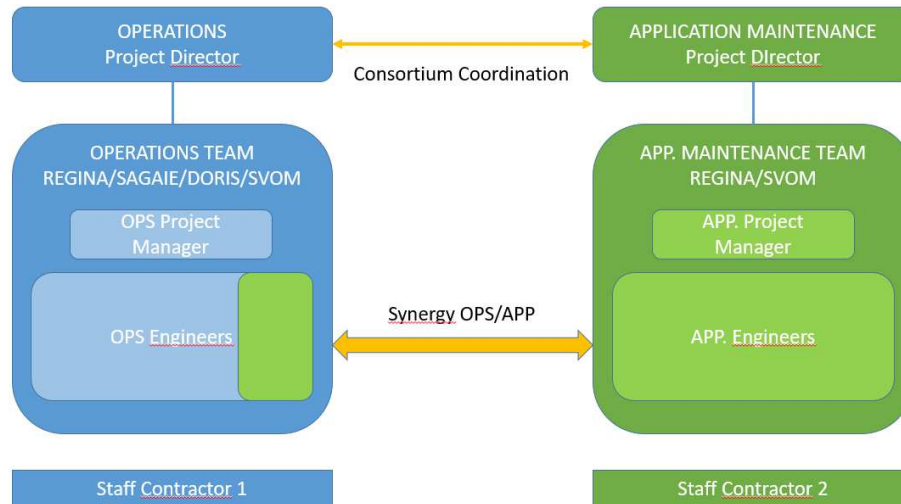 OPERATIONS
Project Director
APPLICATION MAINTENANCE
Project DIrector
Consortium Coordination
OPERATIONS TEAM
REGINA/SAGAIE/DORIS/SVOM
APP. MAINTENANCE TEAM
REGINA/SVOM
OPS Project
Manager
APP. Project
Manager
Synergy OPS/APP
OPS Engineers
APP. Engineers
Staff Contractor 1
Staff Contractor 2